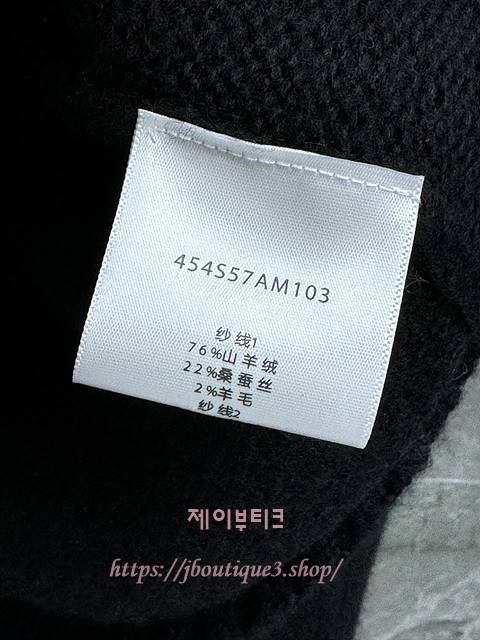 454S57AM103
纱线1
76%山羊绒
22%桑蚕丝
2%羊毛
纱线2
제이부티크
https://jboutique3.shop/